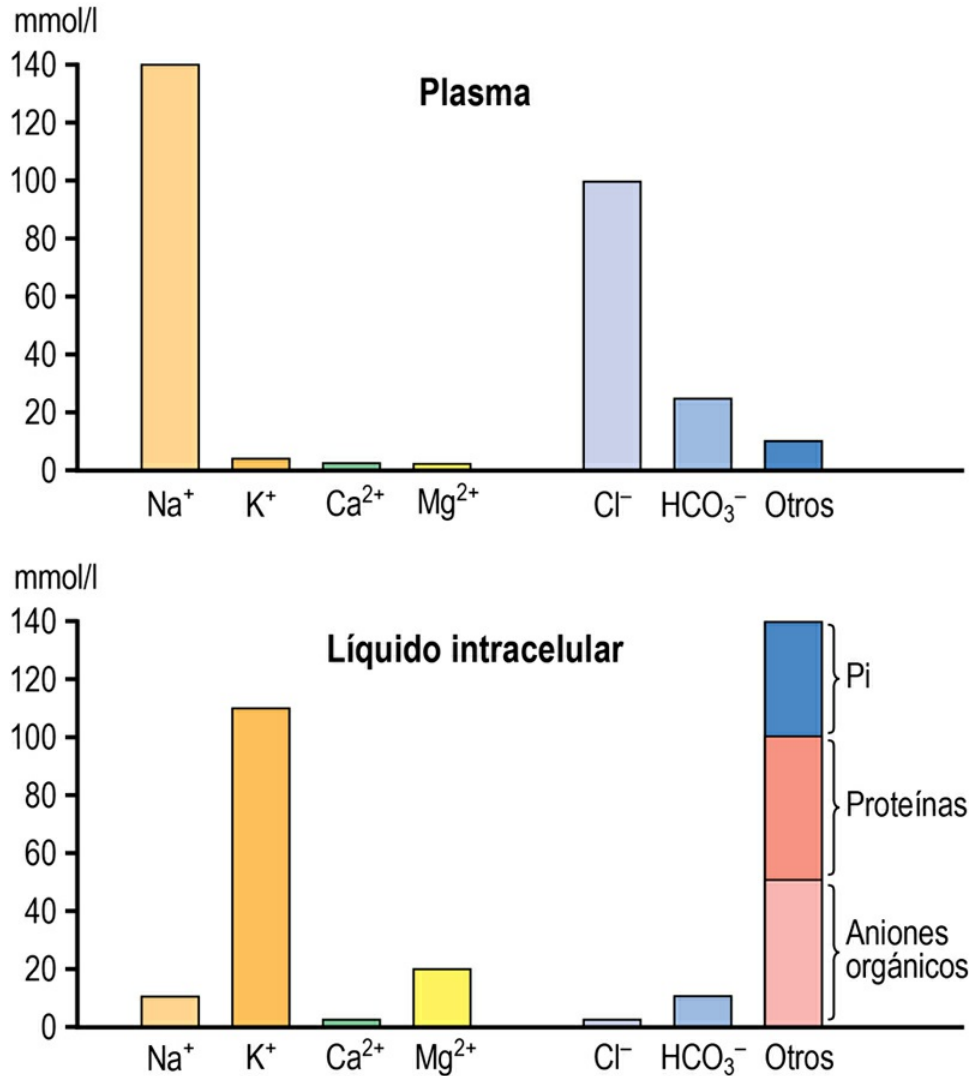 mmol/l
Plasma
140
120
100
80
60
40
20
0
Na⁺ K⁺ Ca²⁺ Mg²⁺ Cl⁻ HCO₃⁻ Otros
mmol/l
Líquido intracelular
140
120
100
80
60
40
20
0
Pi
Proteínas
Aniones
orgánicos
Na⁺ K⁺ Ca²⁺ Mg²⁺ Cl⁻ HCO₃⁻ Otros